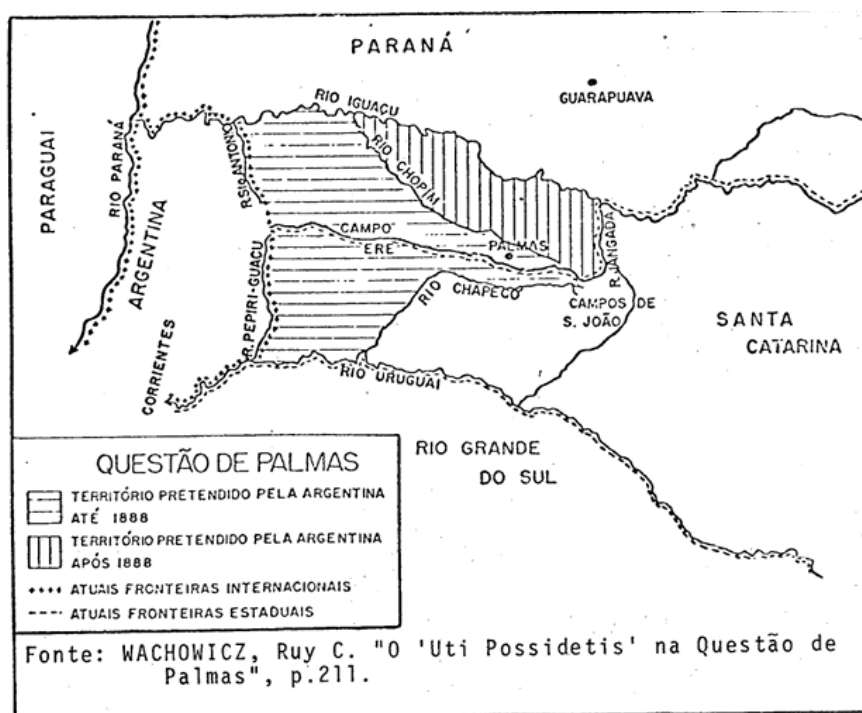 PARANÁ
GUARAPUAVA
RIO IGUAÇU
PARAGUAI
RIO PARANÁ
R.STO ANTONIO
RIO CHOPIM
ARGENTINA
CAMPO
ERE
PALMAS
R. JANGADA
R. PEPIRI-GUAÇU
RIO
CHAPECÓ
CAMPOS DE
S. JOÃO
SANTA
CATARINA
CORRIENTES
RIO URUGUAI
RIO GRANDE
DO SUL
QUESTÃO DE PALMAS
TERRITÓRIO PRETENDIDO PELA ARGENTINA
ATÉ 1888
TERRITÓRIO PRETENDIDO PELA ARGENTINA
APÓS 1888
ATUAIS FRONTEIRAS INTERNACIONAIS
ATUAIS FRONTEIRAS ESTADUAIS
Fonte: WACHOWICZ, Ruy C. "O 'Uti Possidetis' na Questão de
Palmas", p.211.